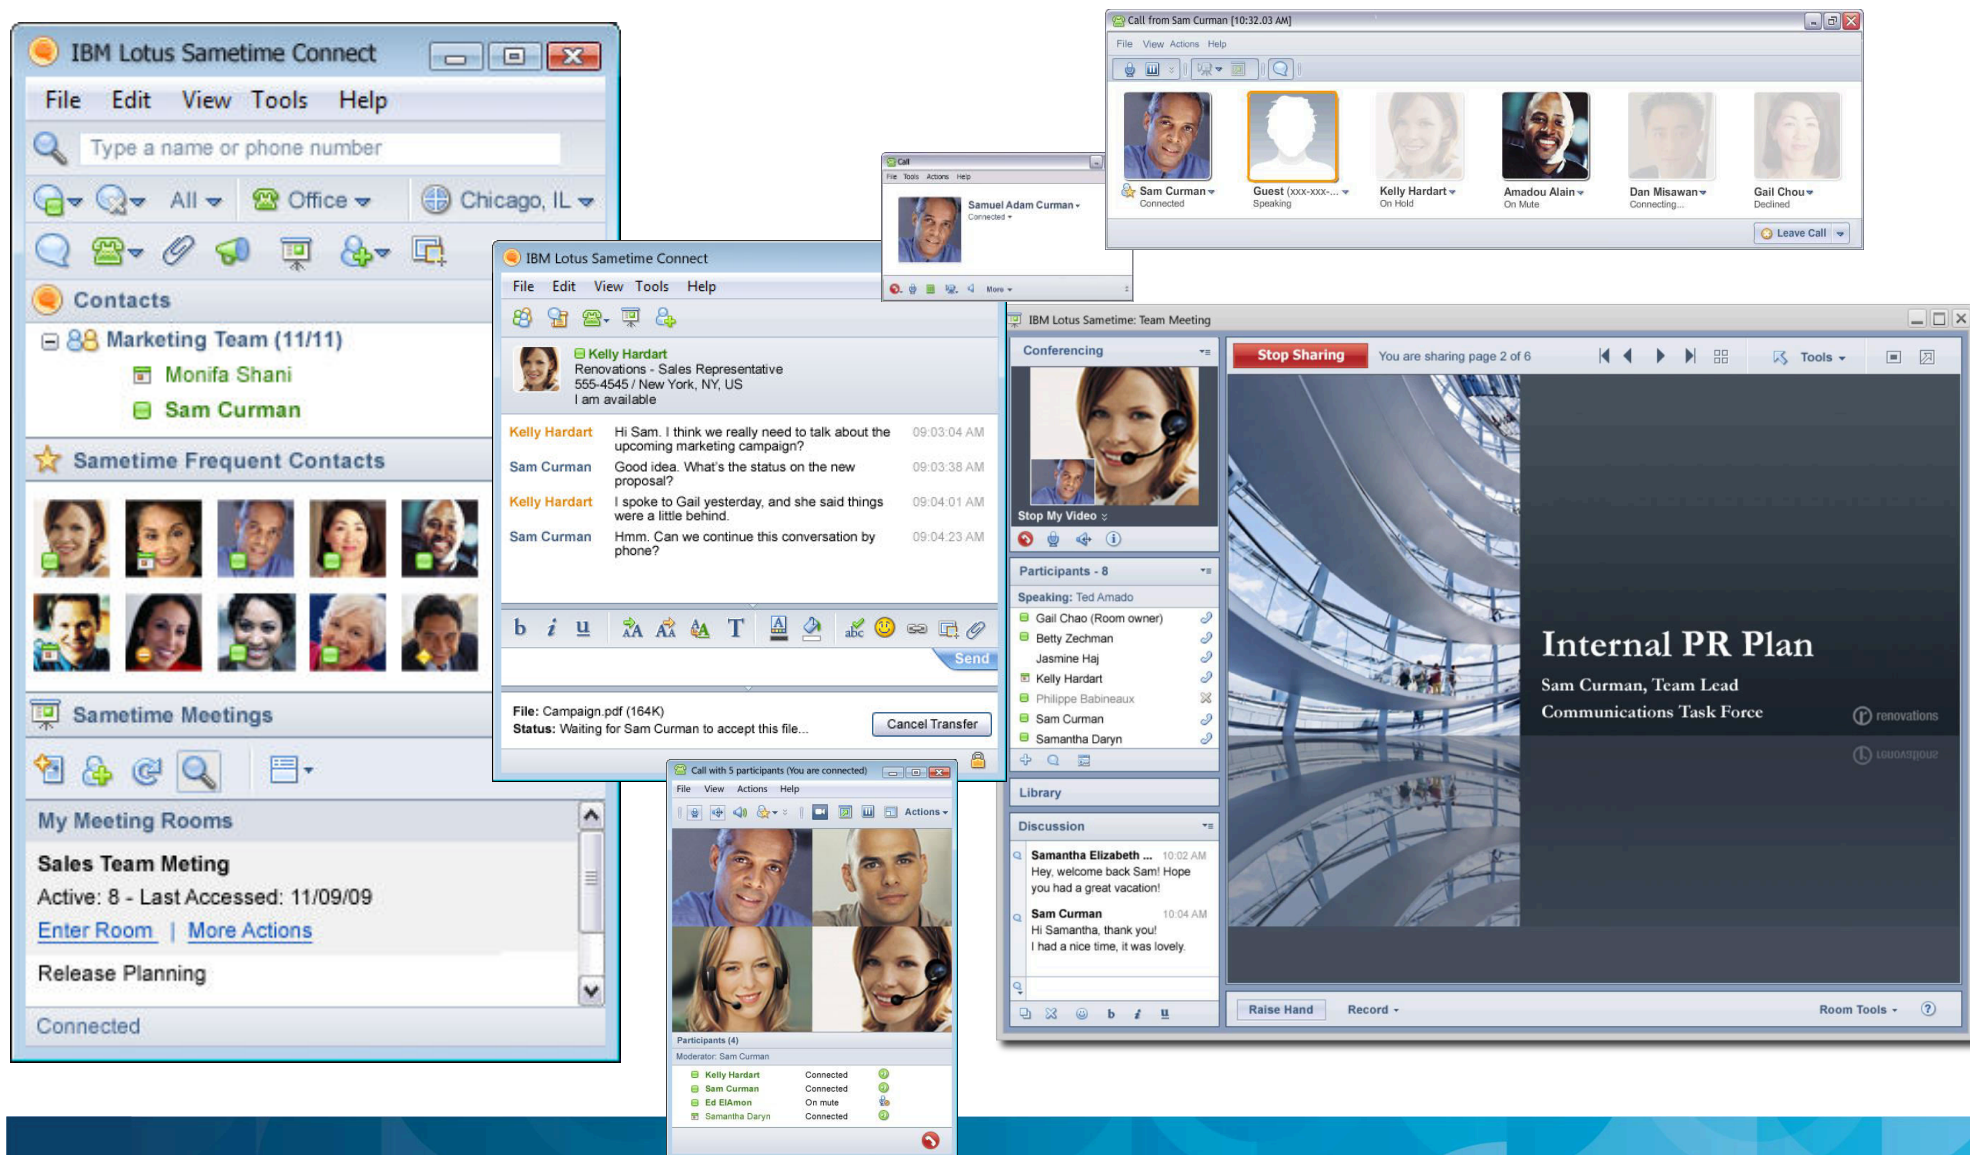 IBM Lotus Sametime Connect
File Edit View Tools Help
Type a name or phone number
All Office Chicago, IL
Contacts
Marketing Team (11/11)
Monifa Shani
Sam Curman
Sametime Frequent Contacts
Sametime Meetings
My Meeting Rooms
Sales Team Meting
Active: 8 - Last Accessed: 11/09/09
Enter Room | More Actions
Release Planning
Connected
IBM Lotus Sametime Connect
File Edit View Tools Help
Kelly Hardart
Renovations - Sales Representative
555-4545 / New York, NY, US
I am available
Kelly Hardart Hi Sam. I think we really need to talk about the 09:03:04 AM
upcoming marketing campaign?
Sam Curman Good idea. What's the status on the new 09:03:38 AM
proposal?
Kelly Hardart I spoke to Gail yesterday, and she said things 09:04:01 AM
were a little behind.
Sam Curman Hmm. Can we continue this conversation by 09:04:23 AM
phone?
b i u AA AA AA T A abc
Send
File: Campaign.pdf (164K)
Status: Waiting for Sam Curman to accept this file...
Cancel Transfer
Call
File Tools Actions Help
Samuel Adam Curman
Connected
More
Call from Sam Curman [10:32.03 AM]
File View Actions Help
Sam Curman
Connected
Guest (xxx-xxx-...
Speaking
Kelly Hardart
On Hold
Amadou Alain
On Mute
Dan Misawan
Connecting...
Gail Chou
Declined
Leave Call
Call with 5 participants (You are connected)
File View Actions Help
Actions
Participants (4)
Moderator: Sam Curman
Kelly Hardart Connected
Sam Curman Connected
Ed ElAmon On mute
Samantha Daryn Connected
IBM Lotus Sametime: Team Meeting
Conferencing
Stop My Video
Participants - 8
Speaking: Ted Amado
Gail Chao (Room owner)
Betty Zechman
Jasmine Haj
Kelly Hardart
Philippe Babineaux
Sam Curman
Samantha Daryn
Library
Discussion
Samantha Elizabeth ... 10:02 AM
Hey, welcome back Sam! Hope
you had a great vacation!
Sam Curman 10:04 AM
Hi Samantha, thank you!
I had a nice time, it was lovely.
b i u
Stop Sharing You are sharing page 2 of 6 Tools
Internal PR Plan
Sam Curman, Team Lead
Communications Task Force
r renovations
Raise Hand Record Room Tools ?